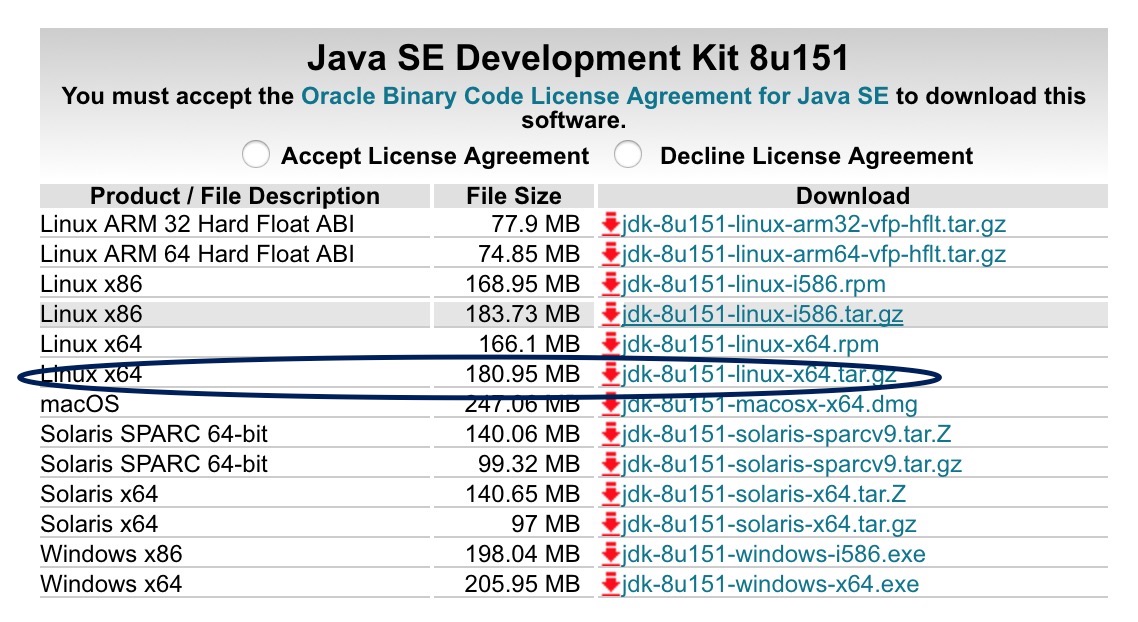 Java SE Development Kit 8u151
You must accept the Oracle Binary Code License Agreement for Java SE to download this
software.
Accept License Agreement Decline License Agreement
Product / File Description File Size Download
Linux ARM 32 Hard Float ABI 77.9 MB jdk-8u151-linux-arm32-vfp-hflt.tar.gz
Linux ARM 64 Hard Float ABI 74.85 MB jdk-8u151-linux-arm64-vfp-hflt.tar.gz
Linux x86 168.95 MB jdk-8u151-linux-i586.rpm
Linux x86 183.73 MB jdk-8u151-linux-i586.tar.gz
Linux x64 166.1 MB jdk-8u151-linux-x64.rpm
Linux x64 180.95 MB jdk-8u151-linux-x64.tar.gz
macOS 247.06 MB jdk-8u151-macosx-x64.dmg
Solaris SPARC 64-bit 140.06 MB jdk-8u151-solaris-sparcv9.tar.Z
Solaris SPARC 64-bit 99.32 MB jdk-8u151-solaris-sparcv9.tar.gz
Solaris x64 140.65 MB jdk-8u151-solaris-x64.tar.Z
Solaris x64 97 MB jdk-8u151-solaris-x64.tar.gz
Windows x86 198.04 MB jdk-8u151-windows-i586.exe
Windows x64 205.95 MB jdk-8u151-windows-x64.exe